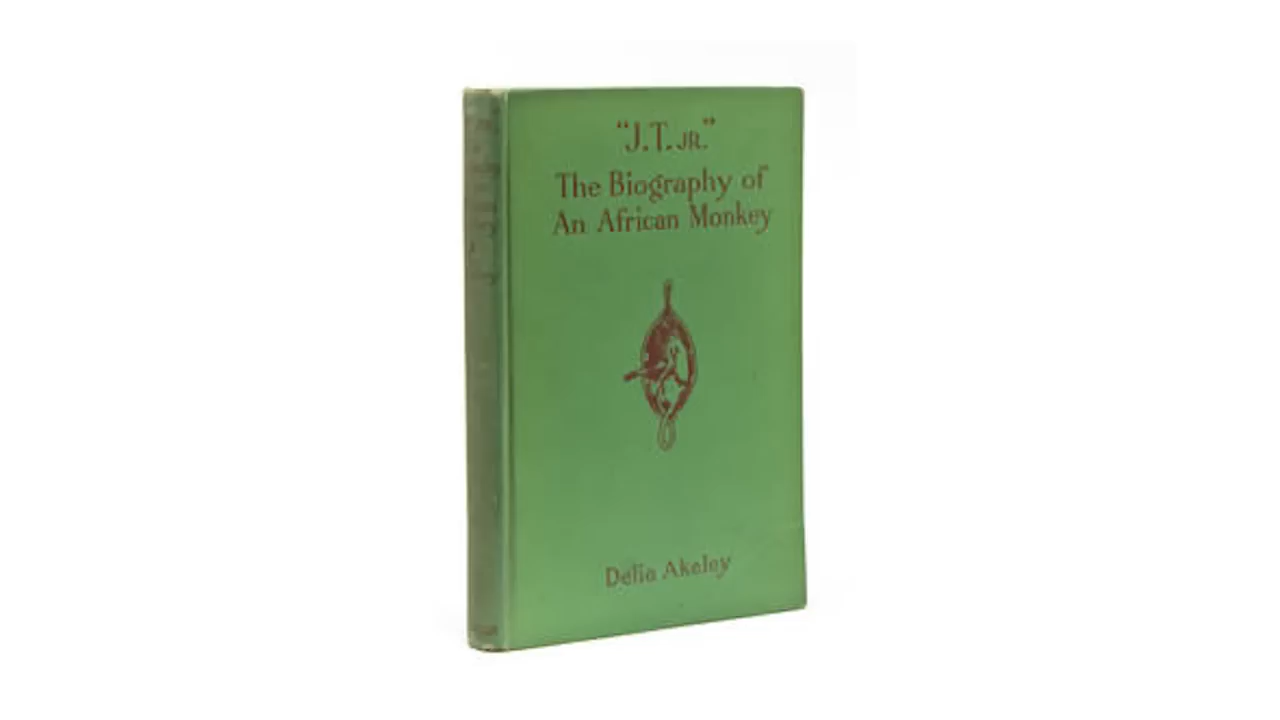 “J.T. JR.”
The Biography of
An African Monkey
Delia Akeley